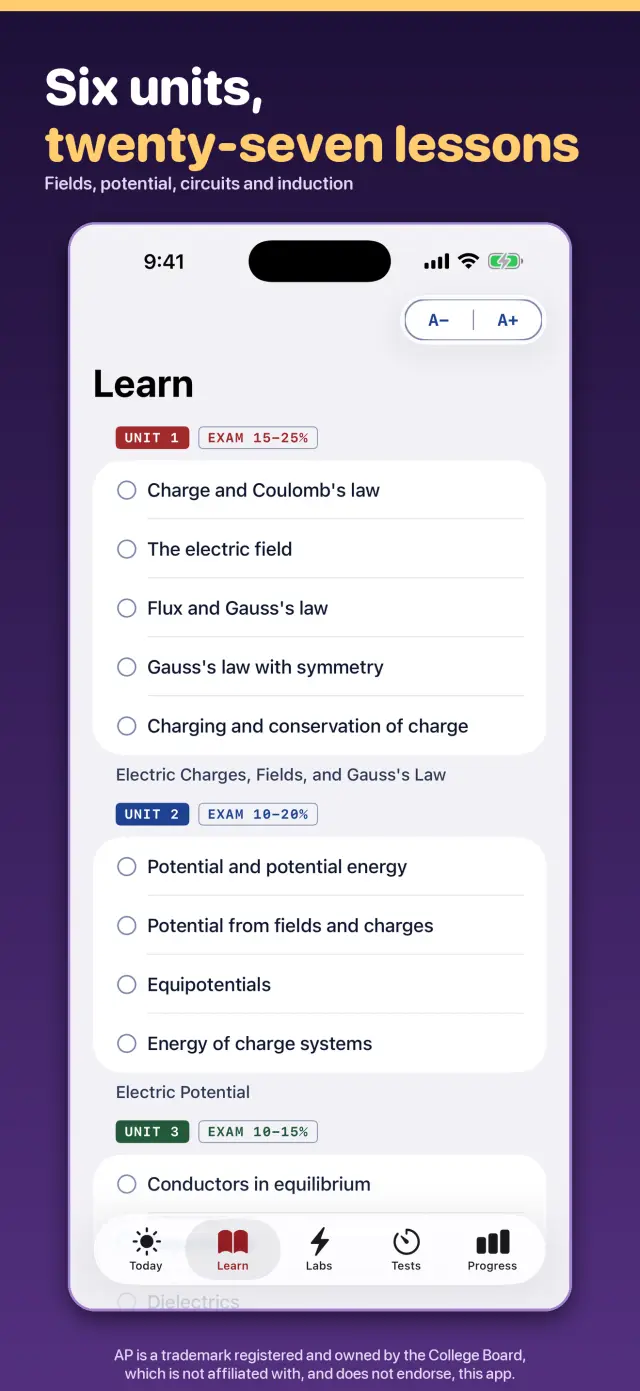 Six units,
twenty-seven lessons
Fields, potential, circuits and induction
9:41
A- A+
Learn
UNIT 1 EXAM 15–25%
Charge and Coulomb's law
The electric field
Flux and Gauss's law
Gauss's law with symmetry
Charging and conservation of charge
Electric Charges, Fields, and Gauss's Law
UNIT 2 EXAM 10–20%
Potential and potential energy
Potential from fields and charges
Equipotentials
Energy of charge systems
Electric Potential
UNIT 3 EXAM 10–15%
Conductors in equilibrium
Today Learn Labs Tests Progress
Dielectrics
AP is a trademark registered and owned by the College Board,
which is not affiliated with, and does not endorse, this app.